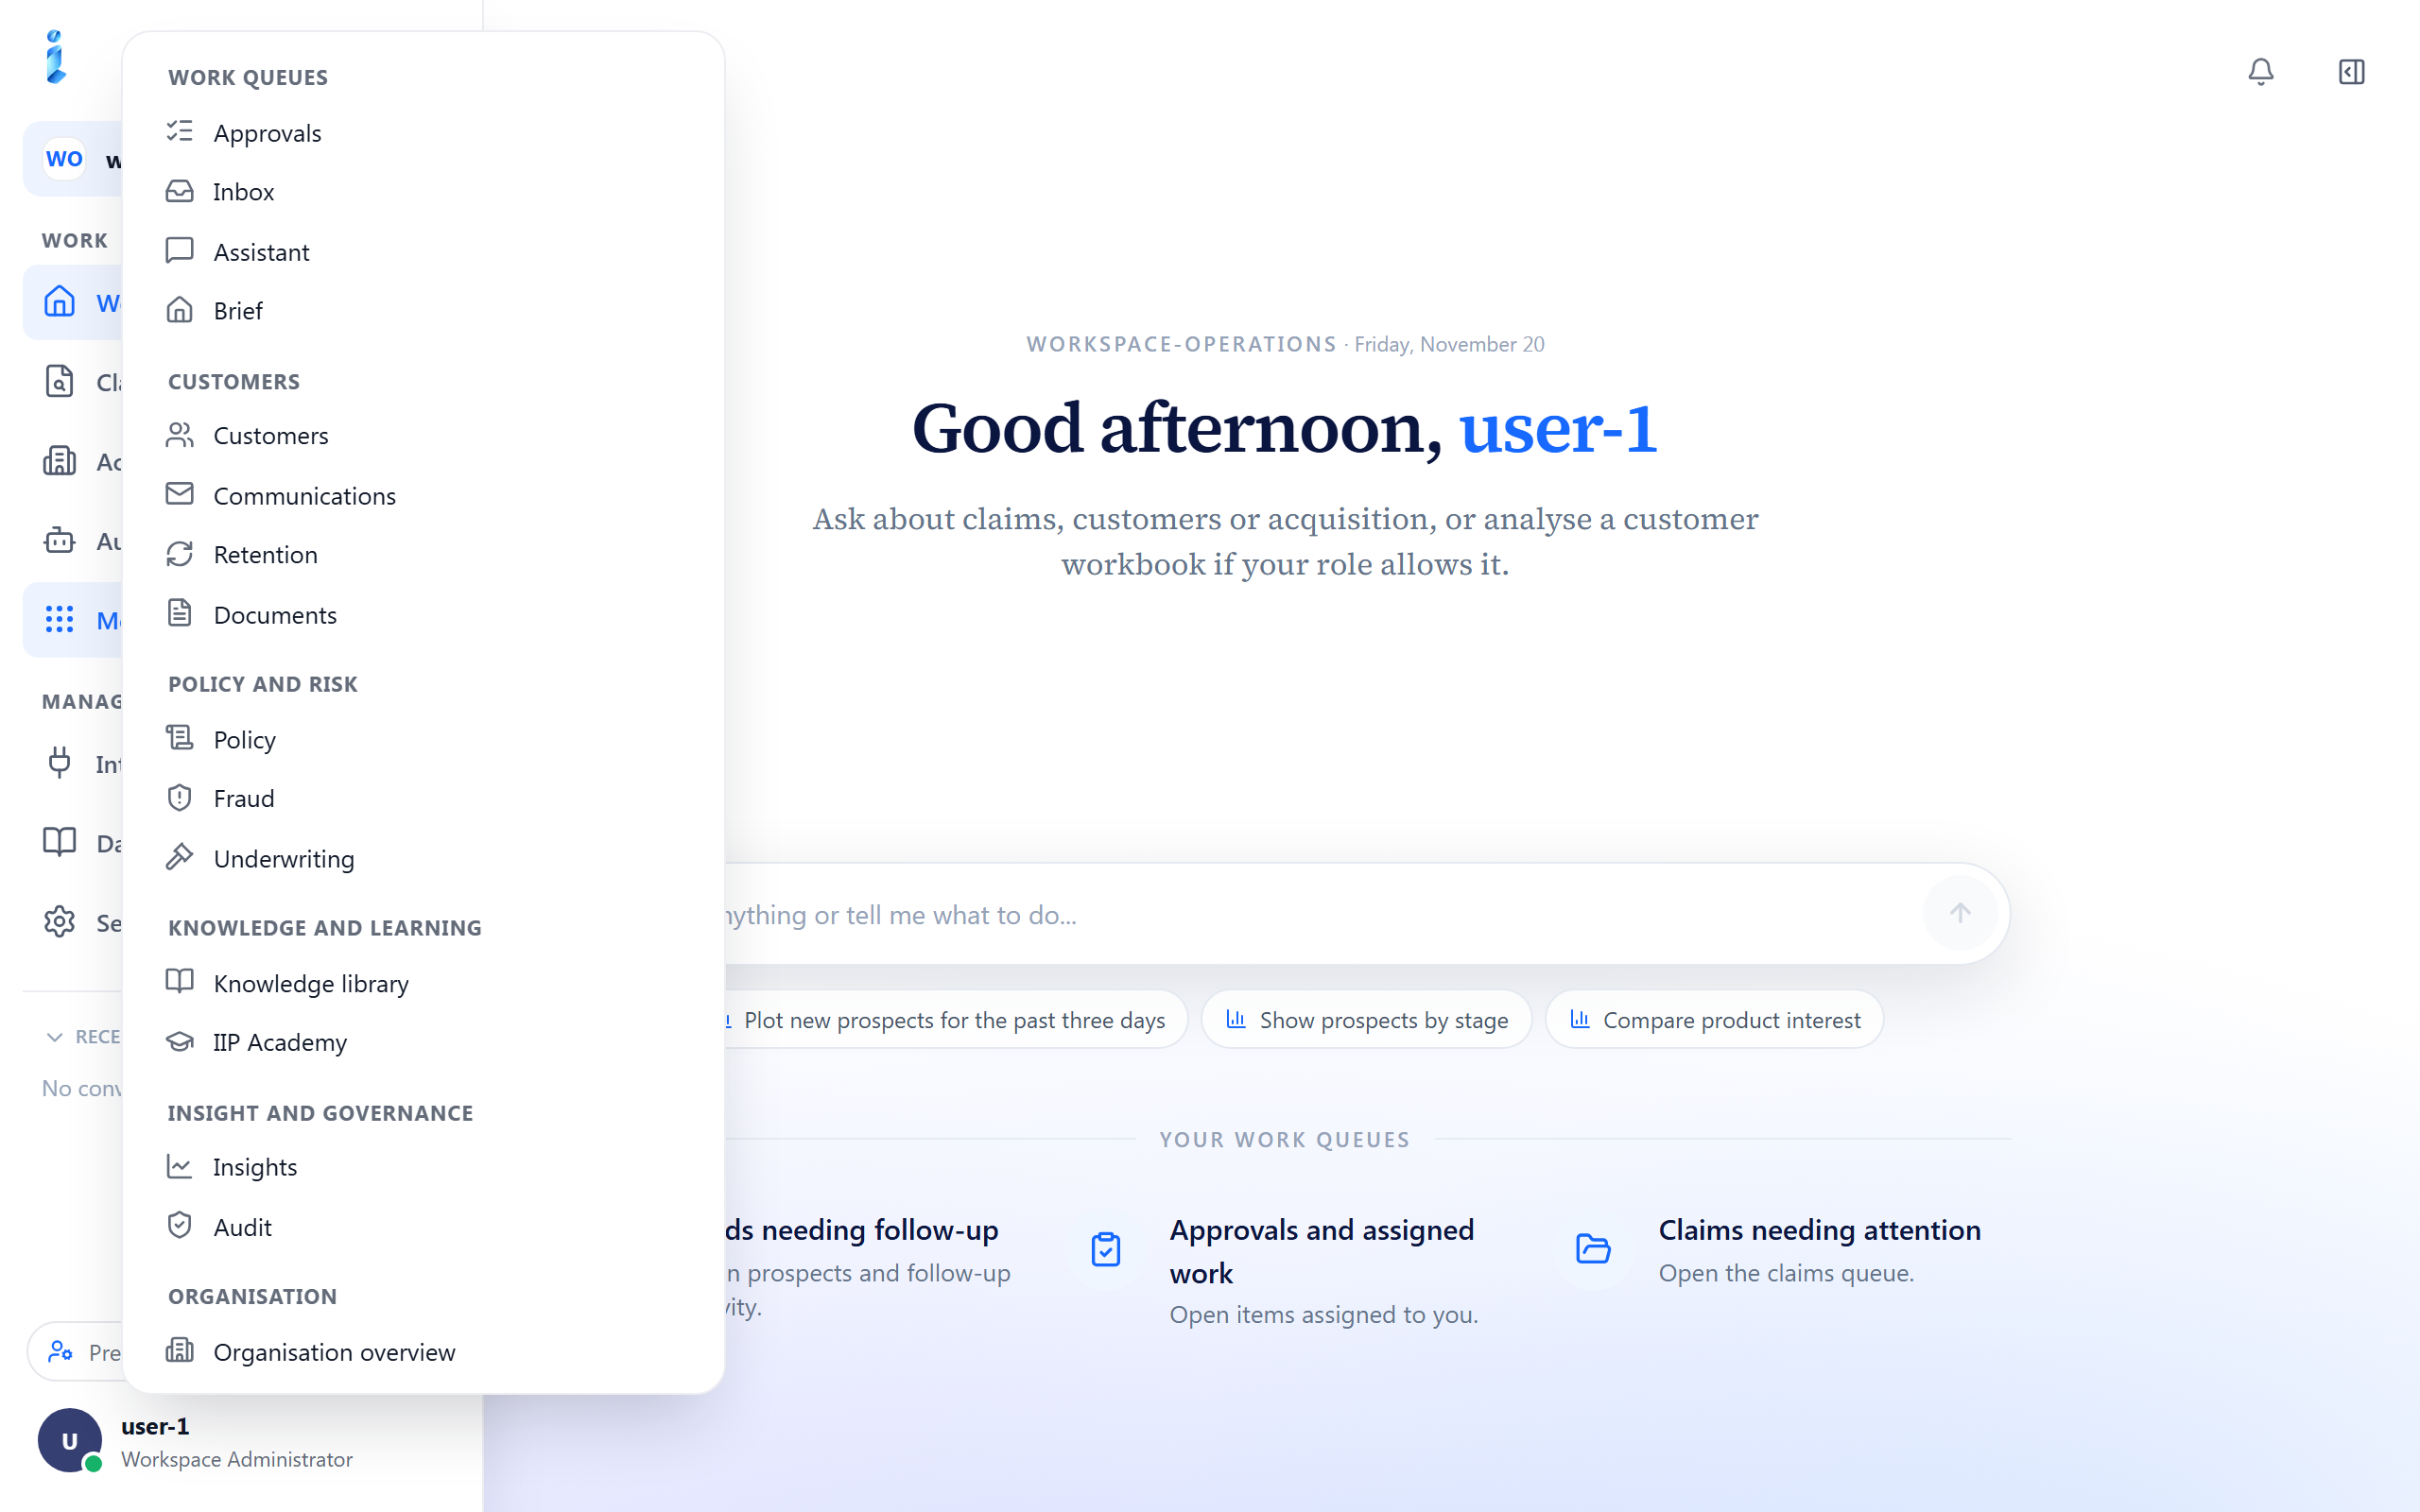 WO
WORK
MANAG
RECE
No conv
Pre
U
user-1
Workspace Administrator
WORK QUEUES
Approvals
Inbox
Assistant
Brief
CUSTOMERS
Customers
Communications
Retention
Documents
POLICY AND RISK
Policy
Fraud
Underwriting
KNOWLEDGE AND LEARNING
Knowledge library
IIP Academy
INSIGHT AND GOVERNANCE
Insights
Audit
ORGANISATION
Organisation overview
WORKSPACE-OPERATIONS · Friday, November 20
Good afternoon, user-1
Ask about claims, customers or acquisition, or analyse a customer
workbook if your role allows it.
nything or tell me what to do...
Plot new prospects for the past three days
Show prospects by stage
Compare product interest
YOUR WORK QUEUES
ds needing follow-up
n prospects and follow-up
vity.
Approvals and assigned
work
Open items assigned to you.
Claims needing attention
Open the claims queue.